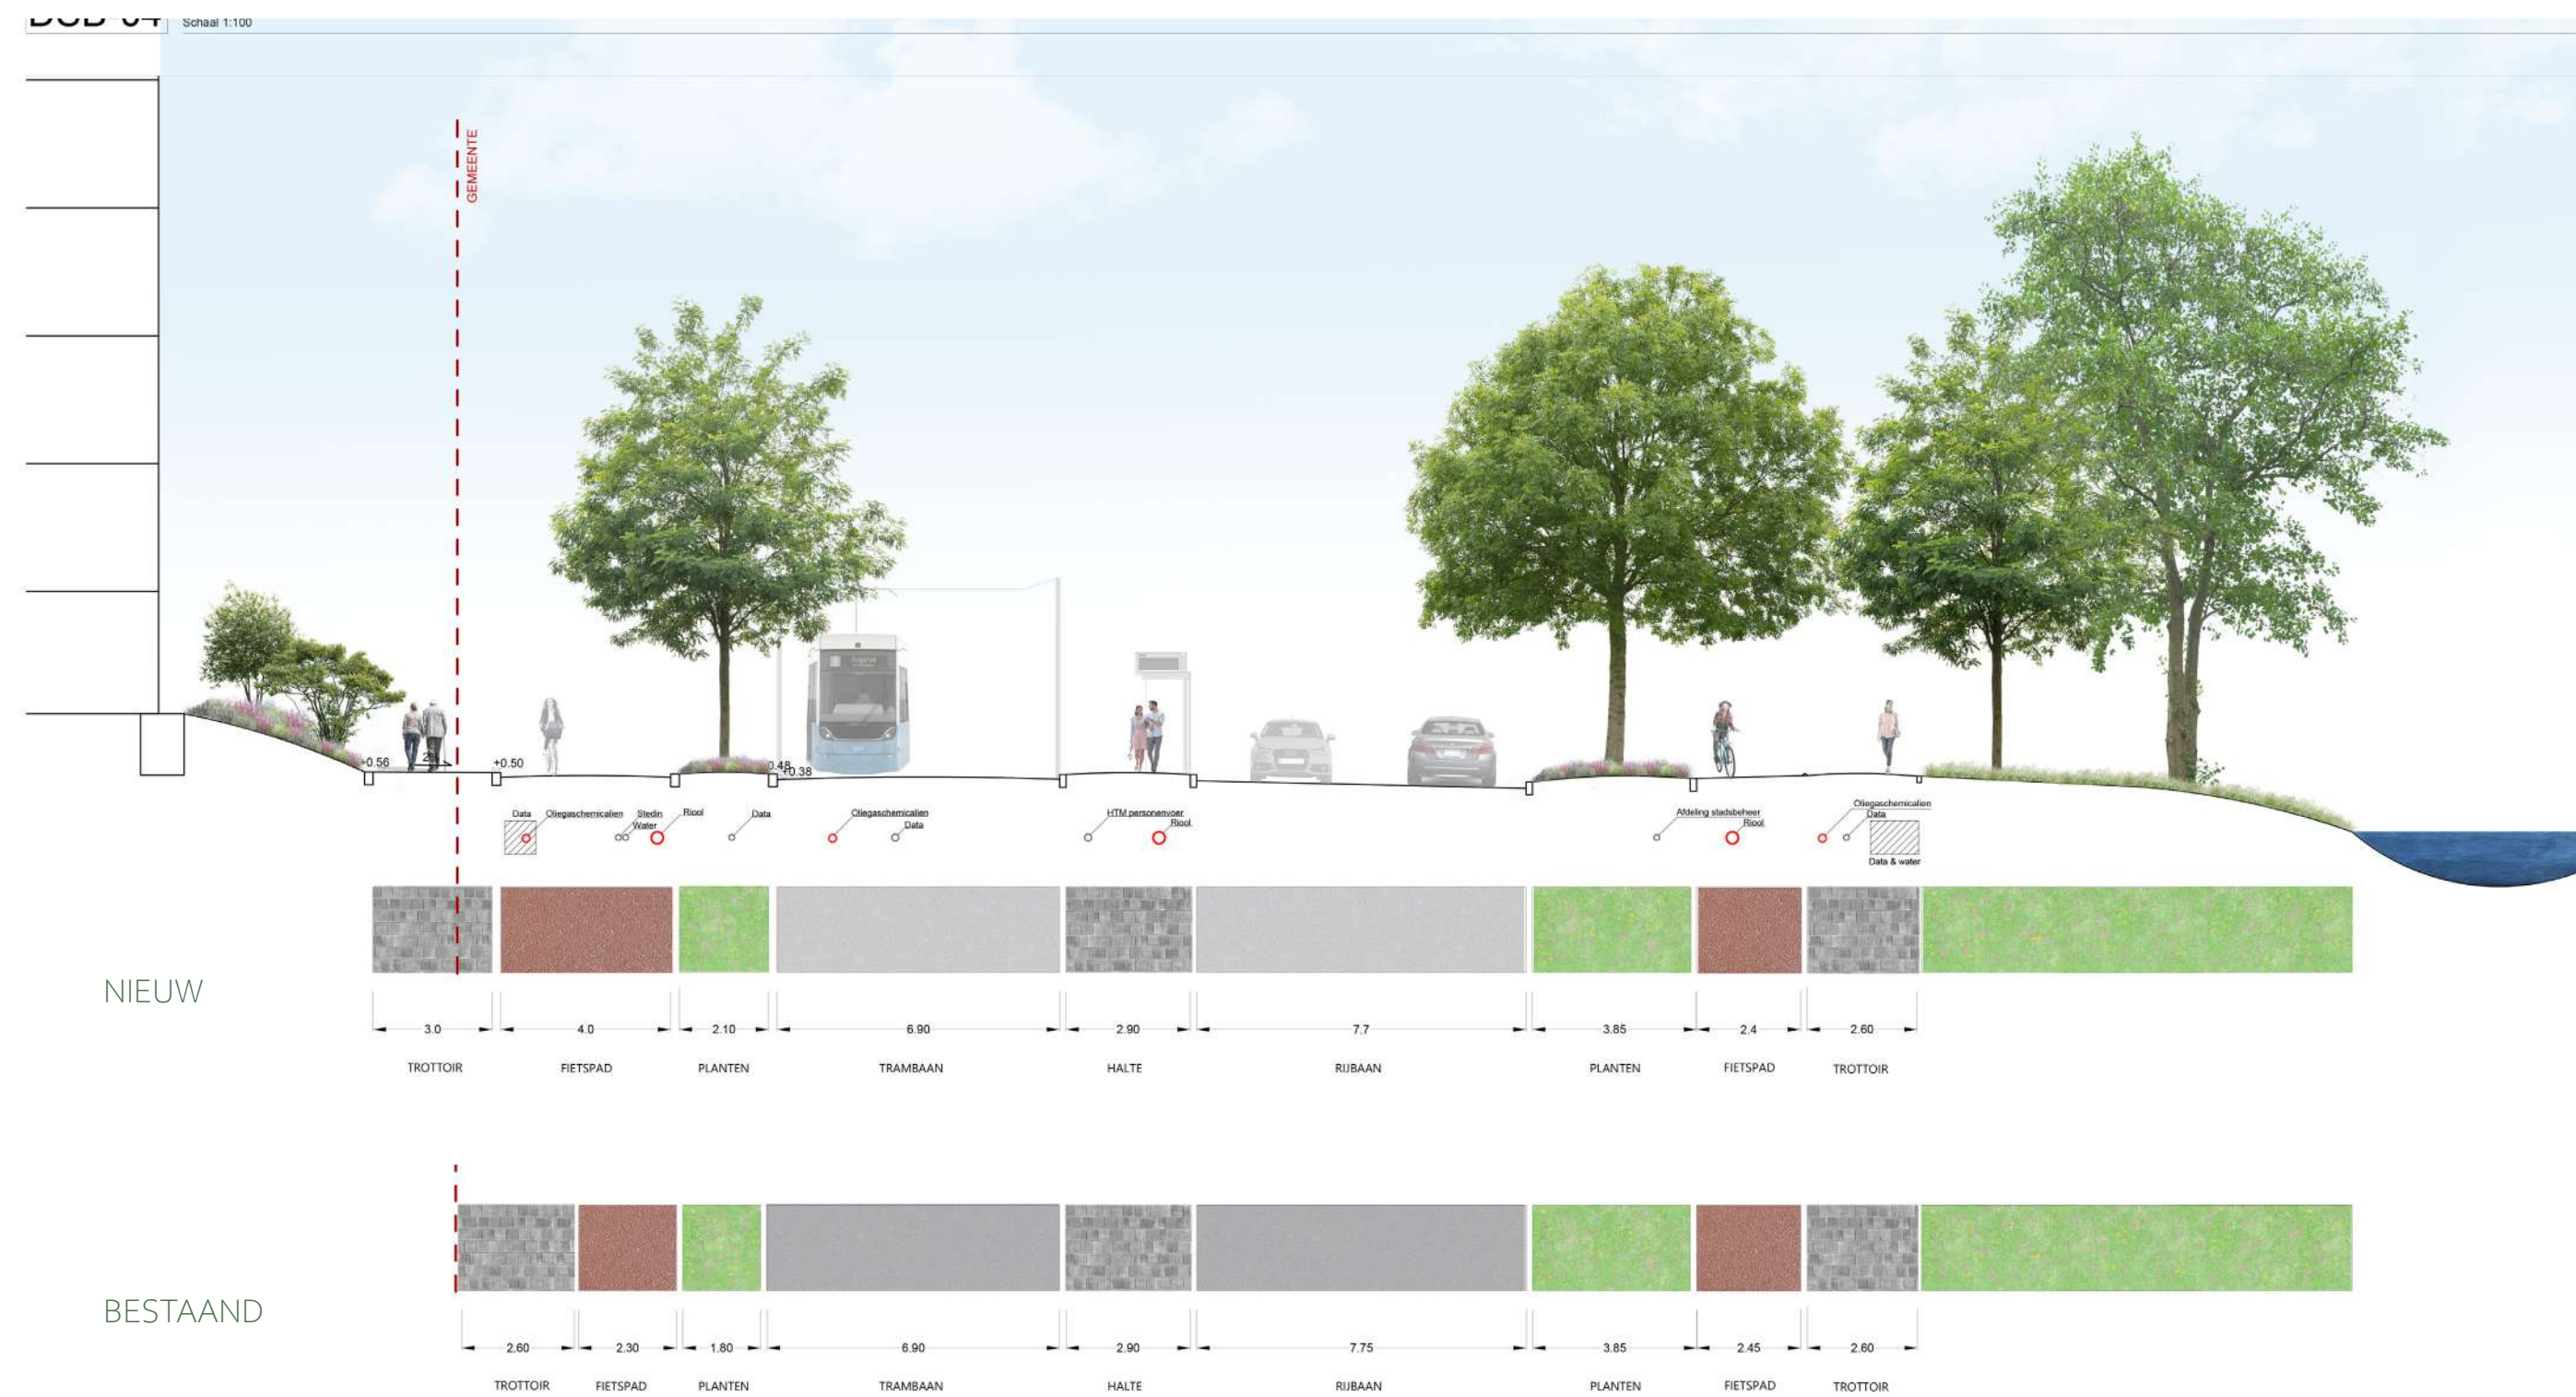 Schaal 1:100
GEMEENTE
+0.56
+0.50
+0.38
Data
Oliegaschemicalien
Stedin
Water
Riool
Data
Oliegaschemicalien
Data
HTM personenvoer
Riool
Afdeling stadsbeheer
Riool
Oliegaschemicalien
Data
Data & water
NIEUW
3.0 4.0 2.10 6.90 2.90 7.7 3.85 2.4 2.60
TROTTOIR FIETSPAD PLANTEN TRAMBAAN HALTE RIJBAAN PLANTEN FIETSPAD TROTTOIR
BESTAAND
2.60 2.30 1.80 6.90 2.90 7.75 3.85 2.45 2.60
TROTTOIR FIETSPAD PLANTEN TRAMBAAN HALTE RIJBAAN PLANTEN FIETSPAD TROTTOIR